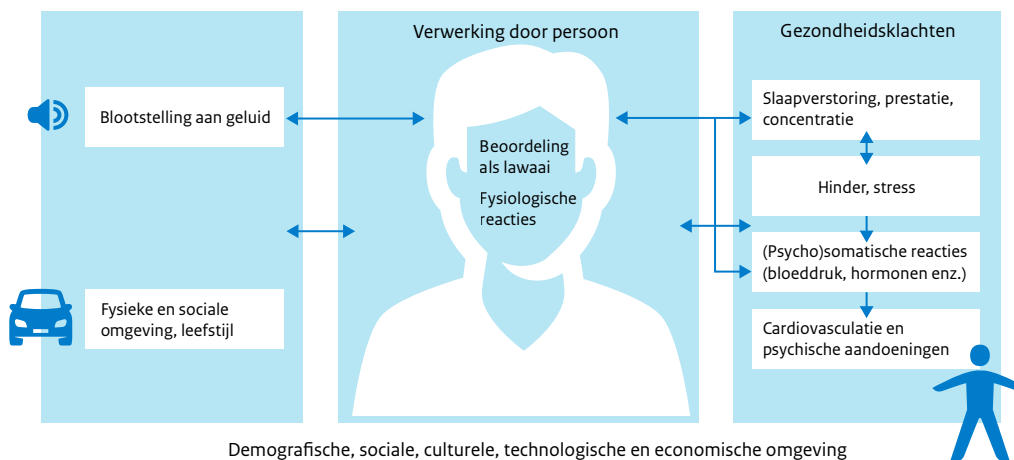 Blootstelling aan geluid
Fysieke en sociale
omgeving, leefstijl
Verwerking door persoon
Beoordeling
als lawaai
Fysiologische
reacties
Gezondheidsklachten
Slaapverstoring, prestatie,
concentratie
Hinder, stress
(Psycho)somatische reacties
(bloeddruk, hormonen enz.)
Cardiovasculatie en
psychische aandoeningen
Demografische, sociale, culturele, technologische en economische omgeving